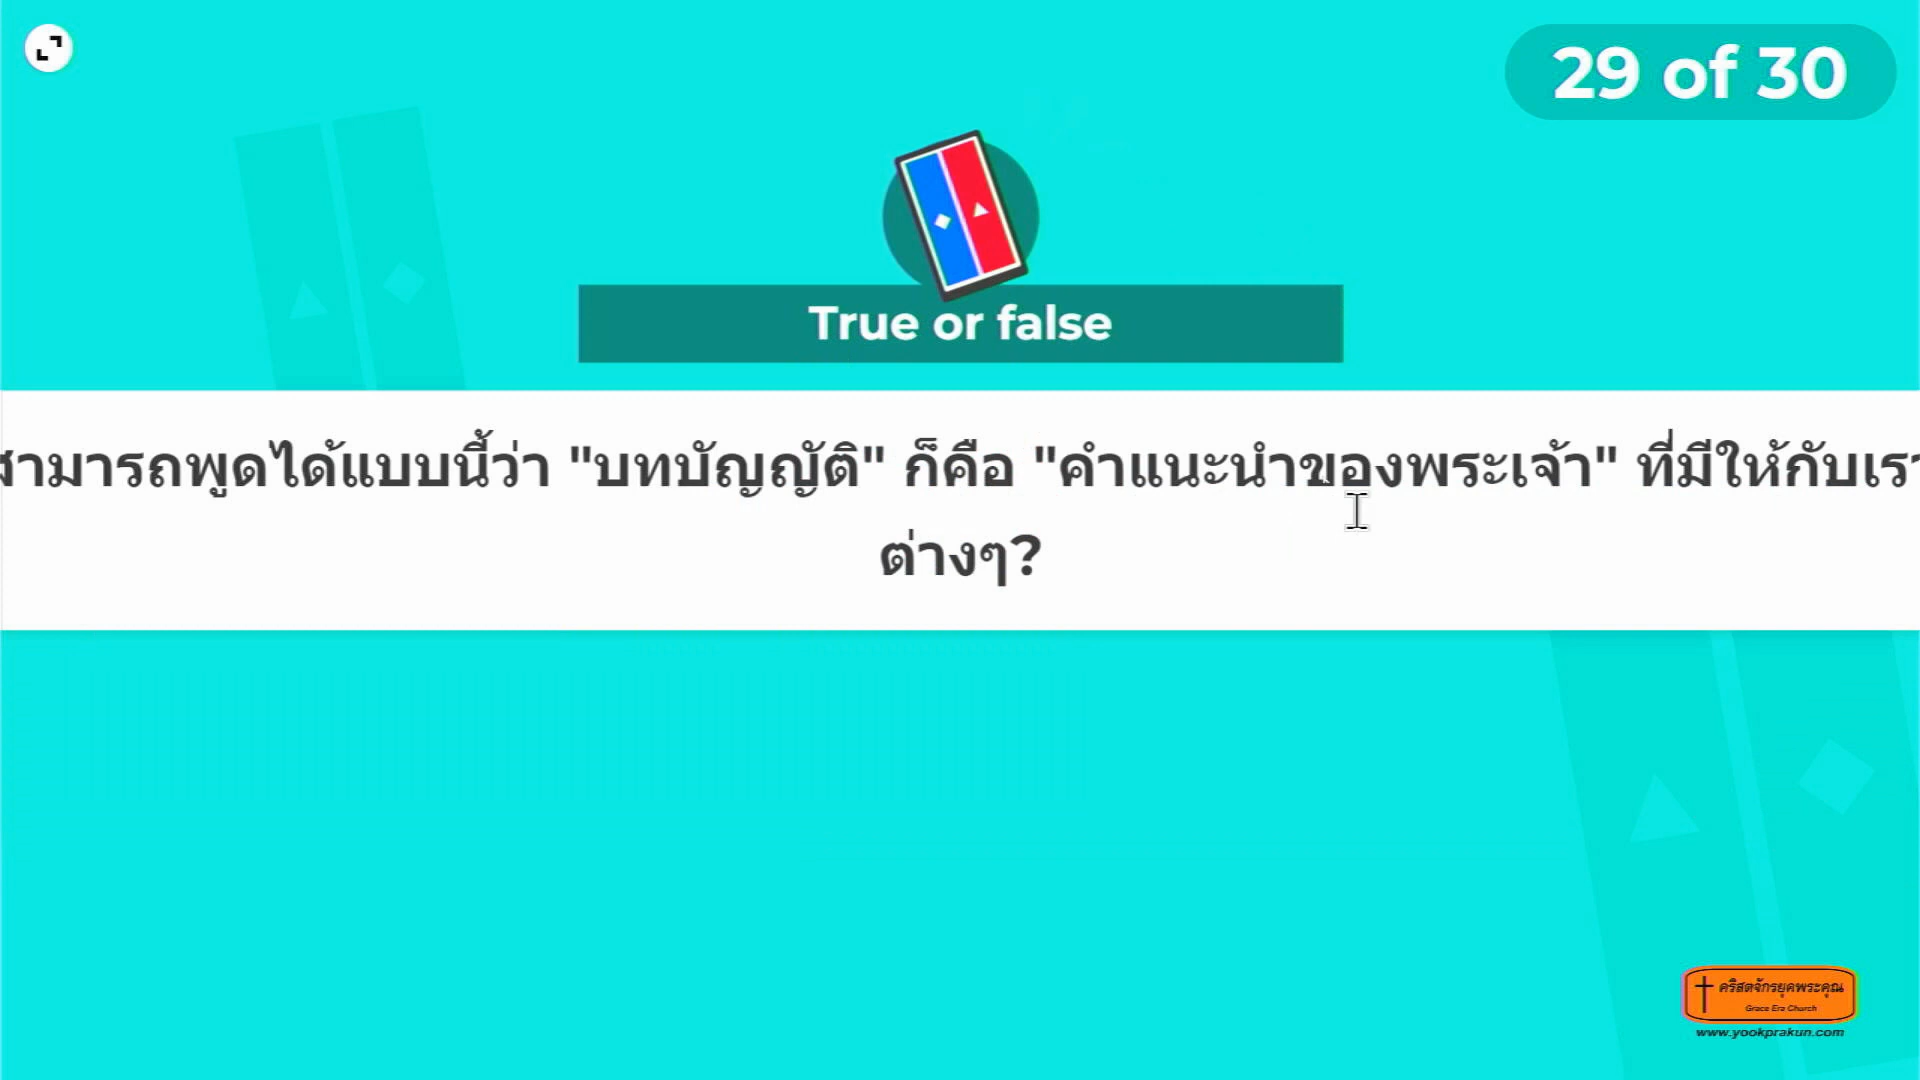 29 of 30
True or false
สามารถพูดได้แบบนี้ว่า "บทบัญญัติ" ก็คือ "คำแนะนำของพระเจ้า" ที่มีให้กับเรา
ต่างๆ?
คริสตจักรยุคพระคุณ
Grace Era Church
www.yookprakun.com